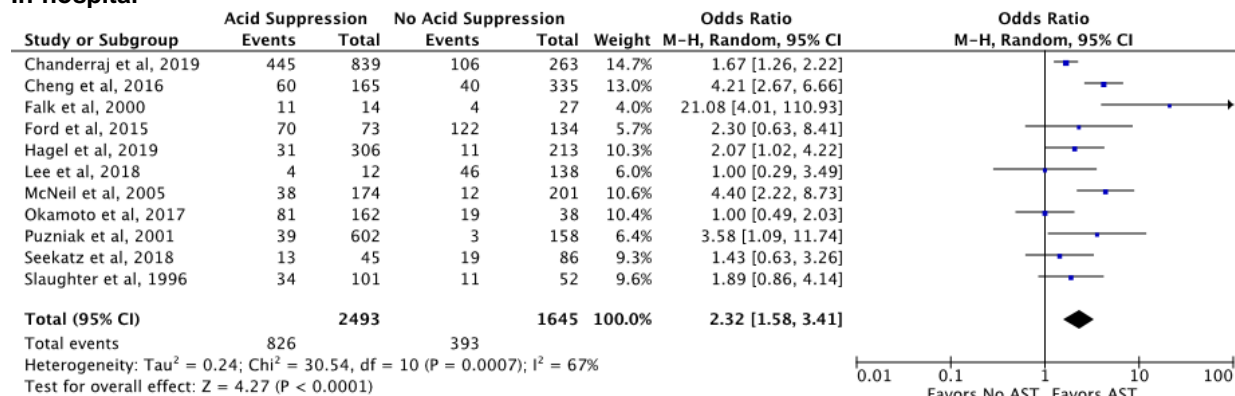 in-hospital
Acid Suppression No Acid Suppression Odds Ratio Odds Ratio
Study or Subgroup Events Total Events Total Weight M-H, Random, 95% CI M-H, Random, 95% CI
Chanderraj et al, 2019 445 839 106 263 14.7% 1.67 [1.26, 2.22]
Cheng et al, 2016 60 165 40 335 13.0% 4.21 [2.67, 6.66]
Falk et al, 2000 11 14 4 27 4.0% 21.08 [4.01, 110.93]
Ford et al, 2015 70 73 122 134 5.7% 2.30 [0.63, 8.41]
Hagel et al, 2019 31 306 11 213 10.3% 2.07 [1.02, 4.22]
Lee et al, 2018 4 12 46 138 6.0% 1.00 [0.29, 3.49]
McNeil et al, 2005 38 174 12 201 10.6% 4.40 [2.22, 8.73]
Okamoto et al, 2017 81 162 19 38 10.4% 1.00 [0.49, 2.03]
Puzniak et al, 2001 39 602 3 158 6.4% 3.58 [1.09, 11.74]
Seekatz et al, 2018 13 45 19 86 9.3% 1.43 [0.63, 3.26]
Slaughter et al, 1996 34 101 11 52 9.6% 1.89 [0.86, 4.14]
Total (95% CI) 2493 1645 100.0% 2.32 [1.58, 3.41]
Total events 826 393
Heterogeneity: Tau² = 0.24; Chi² = 30.54, df = 10 (P = 0.0007); I² = 67%
Test for overall effect: Z = 4.27 (P < 0.0001)
0.01 0.1 1 10 100
Favors No AST Favors AST